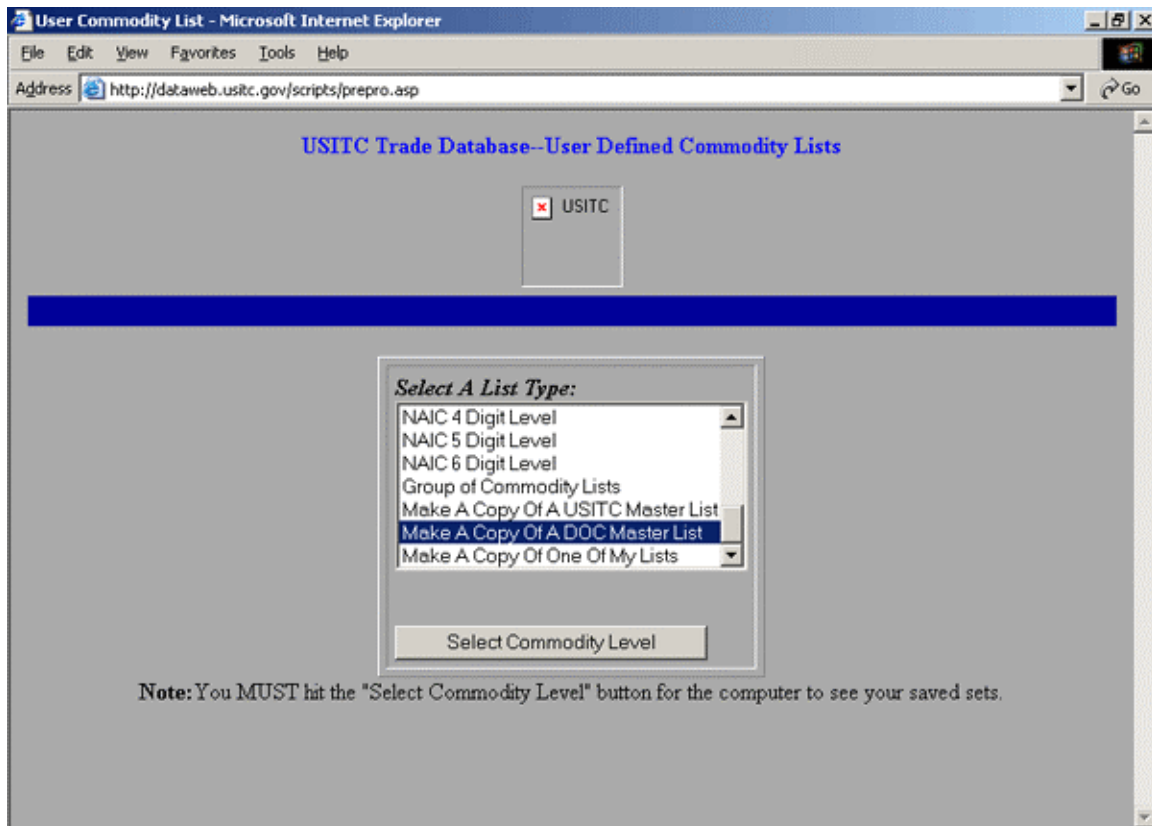 User Commodity List - Microsoft Internet Explorer
File Edit View Favorites Tools Help
Address http://dataweb.usitc.gov/scripts/prepro.asp Go
USITC Trade Database--User Defined Commodity Lists
USITC
Select A List Type:
NAIC 4 Digit Level
NAIC 5 Digit Level
NAIC 6 Digit Level
Group of Commodity Lists
Make A Copy Of A USITC Master List
Make A Copy Of A DOC Master List
Make A Copy Of One Of My Lists
Select Commodity Level
Note: You MUST hit the "Select Commodity Level" button for the computer to see your saved sets.